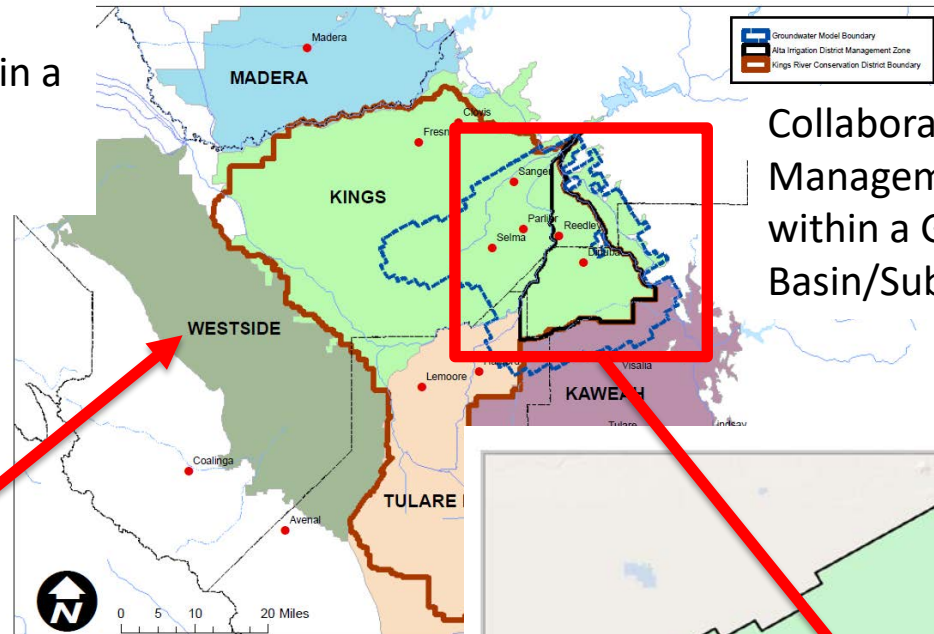 in a
Groundwater Model Boundary
Alta Irrigation District Management Zone
Kings River Conservation District Boundary
Collabora
Managem
within a G
Basin/Sub
Madera
MADERA
Clovis
Fresn
Sanger
KINGS
Parlier
Reedley
Selma
Dinuba
WESTSIDE
Visalia
Lemoore
KAWEAH
Tulare
Lindsay
Coalinga
TULARE
Avenal
N
0 5 10 20 Miles